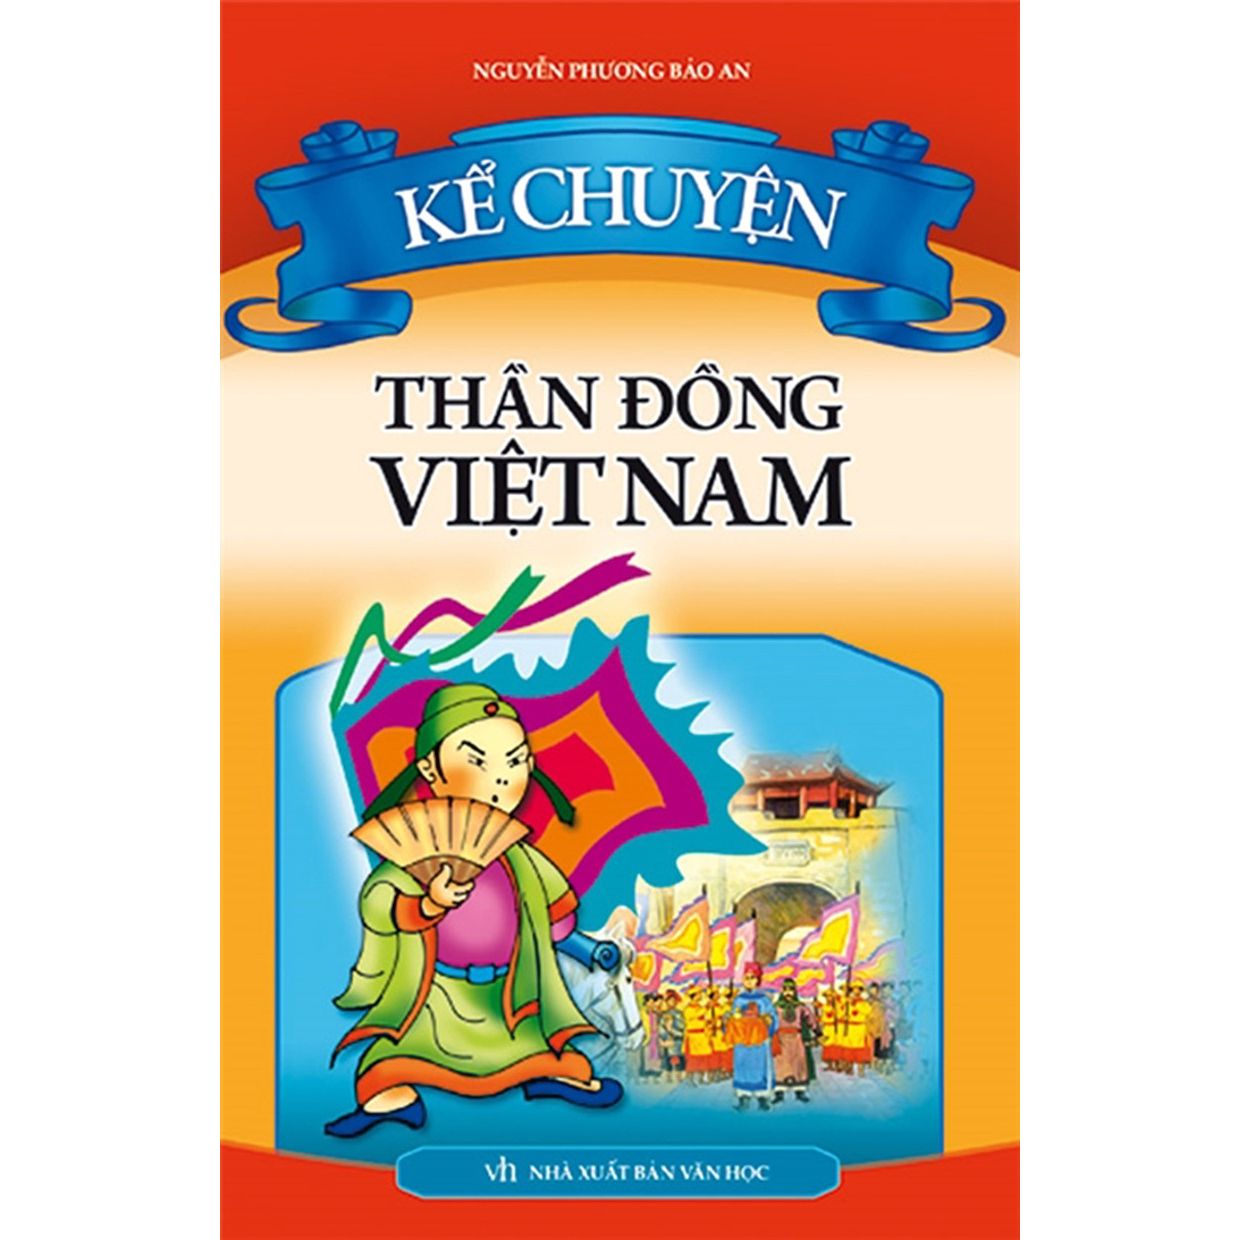 NGUYỄN PHƯƠNG BẢO AN
KỂ CHUYỆN
THẦN ĐỒNG
VIỆT NAM
vh NHÀ XUẤT BẢN VĂN HỌC